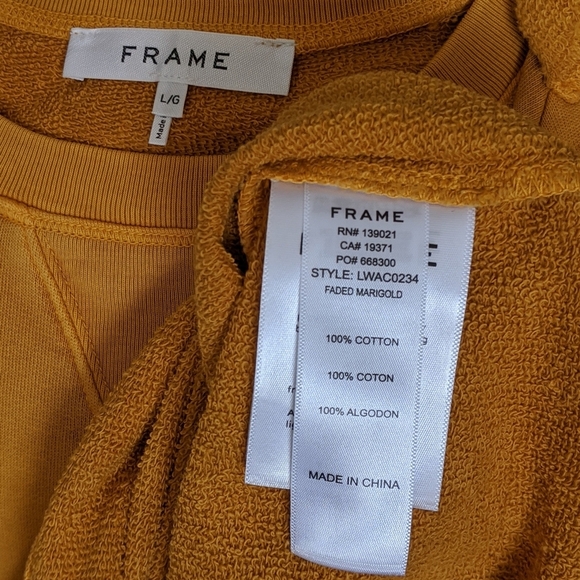 FRAME
L/G
Made
FRAME
RN# 139021
CA# 19371
PO# 668300
STYLE: LWAC0234
FADED MARIGOLD
100% COTTON
100% COTON
100% ALGODON
MADE IN CHINA